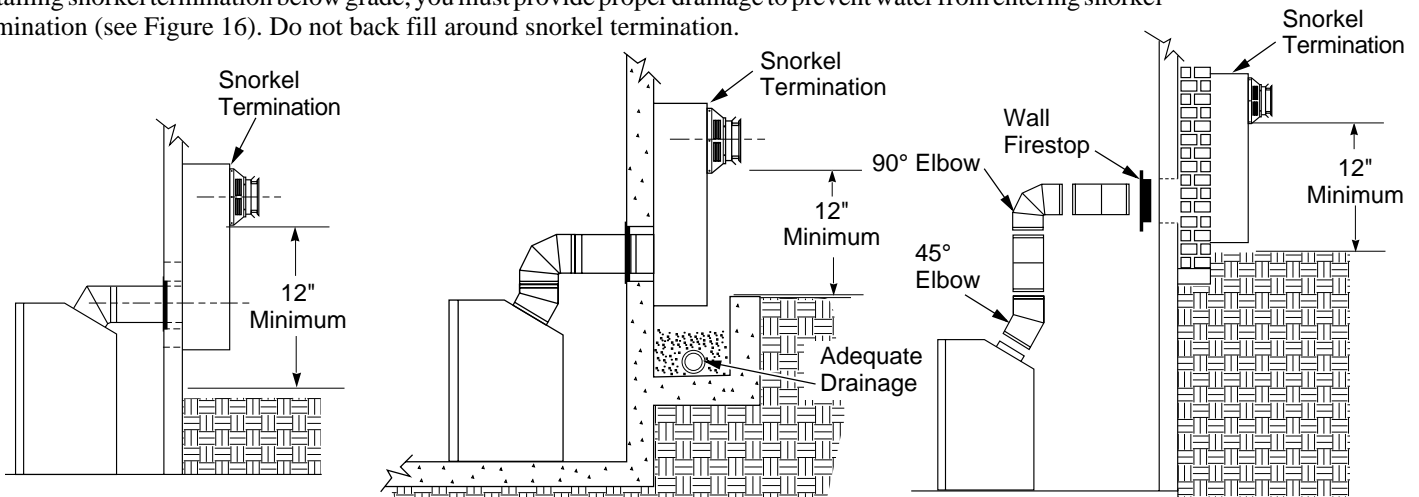 snorkel termination below grade, you must provide proper drainage to prevent water from entering snorkel
(see Figure 16). Do not back fill around snorkel termination.
Snorkel
Termination
12"
Minimum
Snorkel
Termination
12"
Minimum
Adequate
Drainage
Snorkel
Termination
Wall
Firestop
90° Elbow
45°
Elbow
12"
Minimum